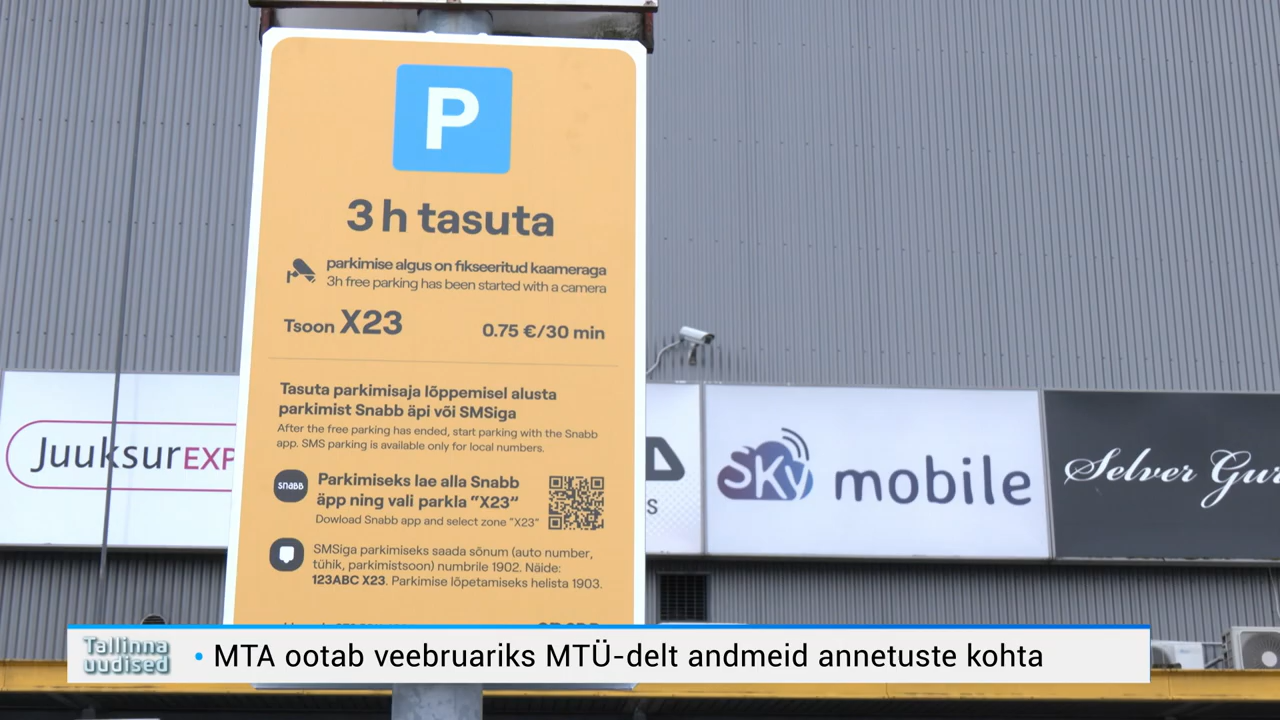 P
3 h tasuta
parkimise algus on fikseeritud kaameraga
3h free parking has been started with a camera
Tsoon X23 0.75 €/30 min
Tasuta parkimisaja lõppemisel alusta
parkimist Snabb äpi või SMSiga
After the free parking has ended, start parking with the Snabb
app. SMS parking is available only for local numbers.
SNABB
Parkimiseks lae alla Snabb
äpp ning vali parkla "X23"
Dowload Snabb app and select zone "X23"
SMSiga parkimiseks saada sõnum (auto number,
tühik, parkimistsoon) numbrile 1902. Näide:
123ABC X23. Parkimise lõpetamiseks helista 1903.
Juuksur EXP
sky mobile
Selver Gur
Tallinna
uudised
• MTA ootab veebruariks MTÜ-delt andmeid annetuste kohta